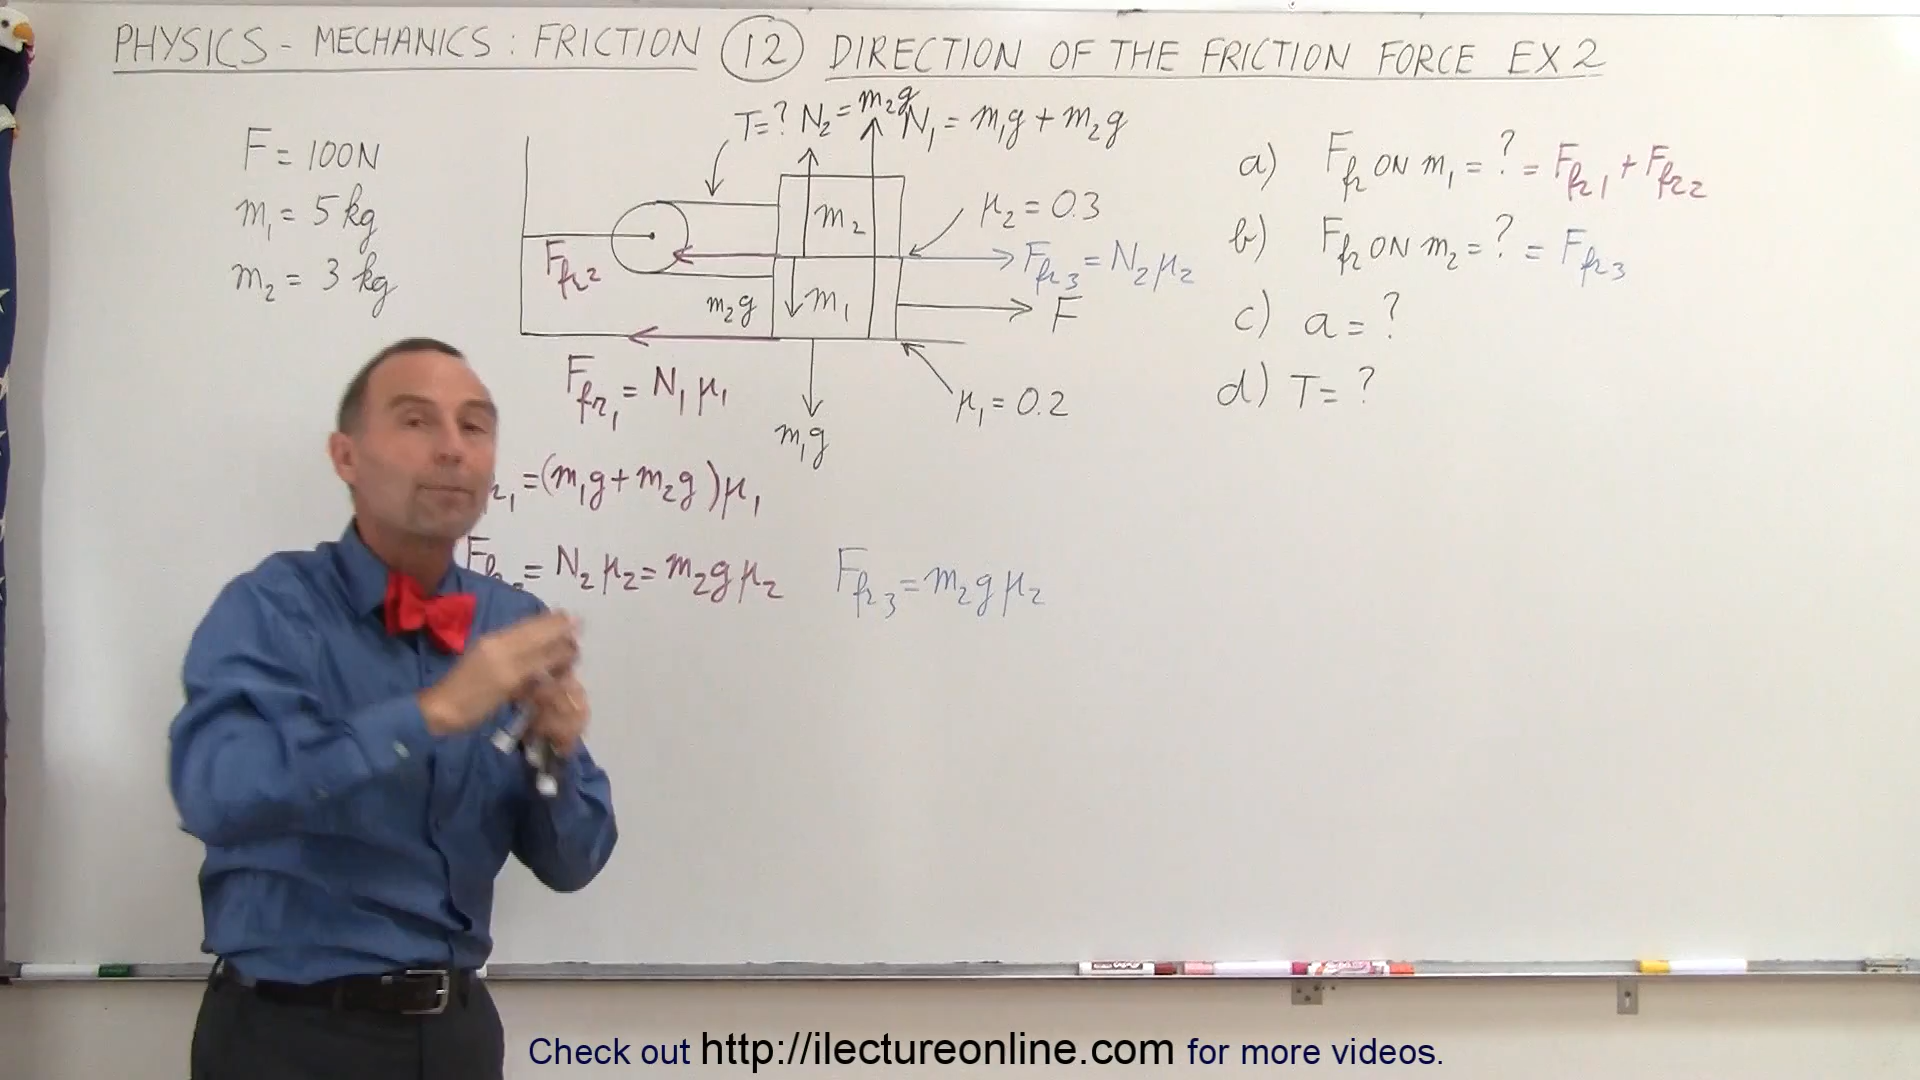 PHYSICS - MECHANICS : FRICTION 12 DIRECTION OF THE FRICTION FORCE EX 2
F = 100N
m₁ = 5 kg
m₂ = 3 kg
T = ? N₂ = m₂g N₁ = m₁g + m₂g
m₂
μ₂ = 0.3
F_fr2
F_fr3 = N₂μ₂
m₂g
m₁
F
F_fr1 = N₁μ₁
μ₁ = 0.2
m₁g
a) F_fr ON m₁ = ? = F_fr1 + F_fr2
b) F_fr ON m₂ = ? = F_fr3
c) a = ?
d) T = ?
= (m₁g + m₂g)μ₁
= N₂μ₂ = m₂gμ₂
F_fr3 = m₂gμ₂
Check out http://ilectureonline.com for more videos.